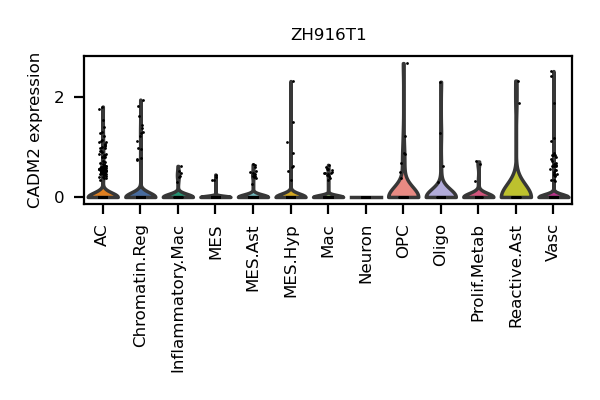 ZH916T1
CADM2 expression
2
0
AC
Chromatin.Reg
Inflammatory.Mac
MES
MES.Ast
MES.Hyp
Mac
Neuron
OPC
Oligo
Prolif.Metab
Reactive.Ast
Vasc